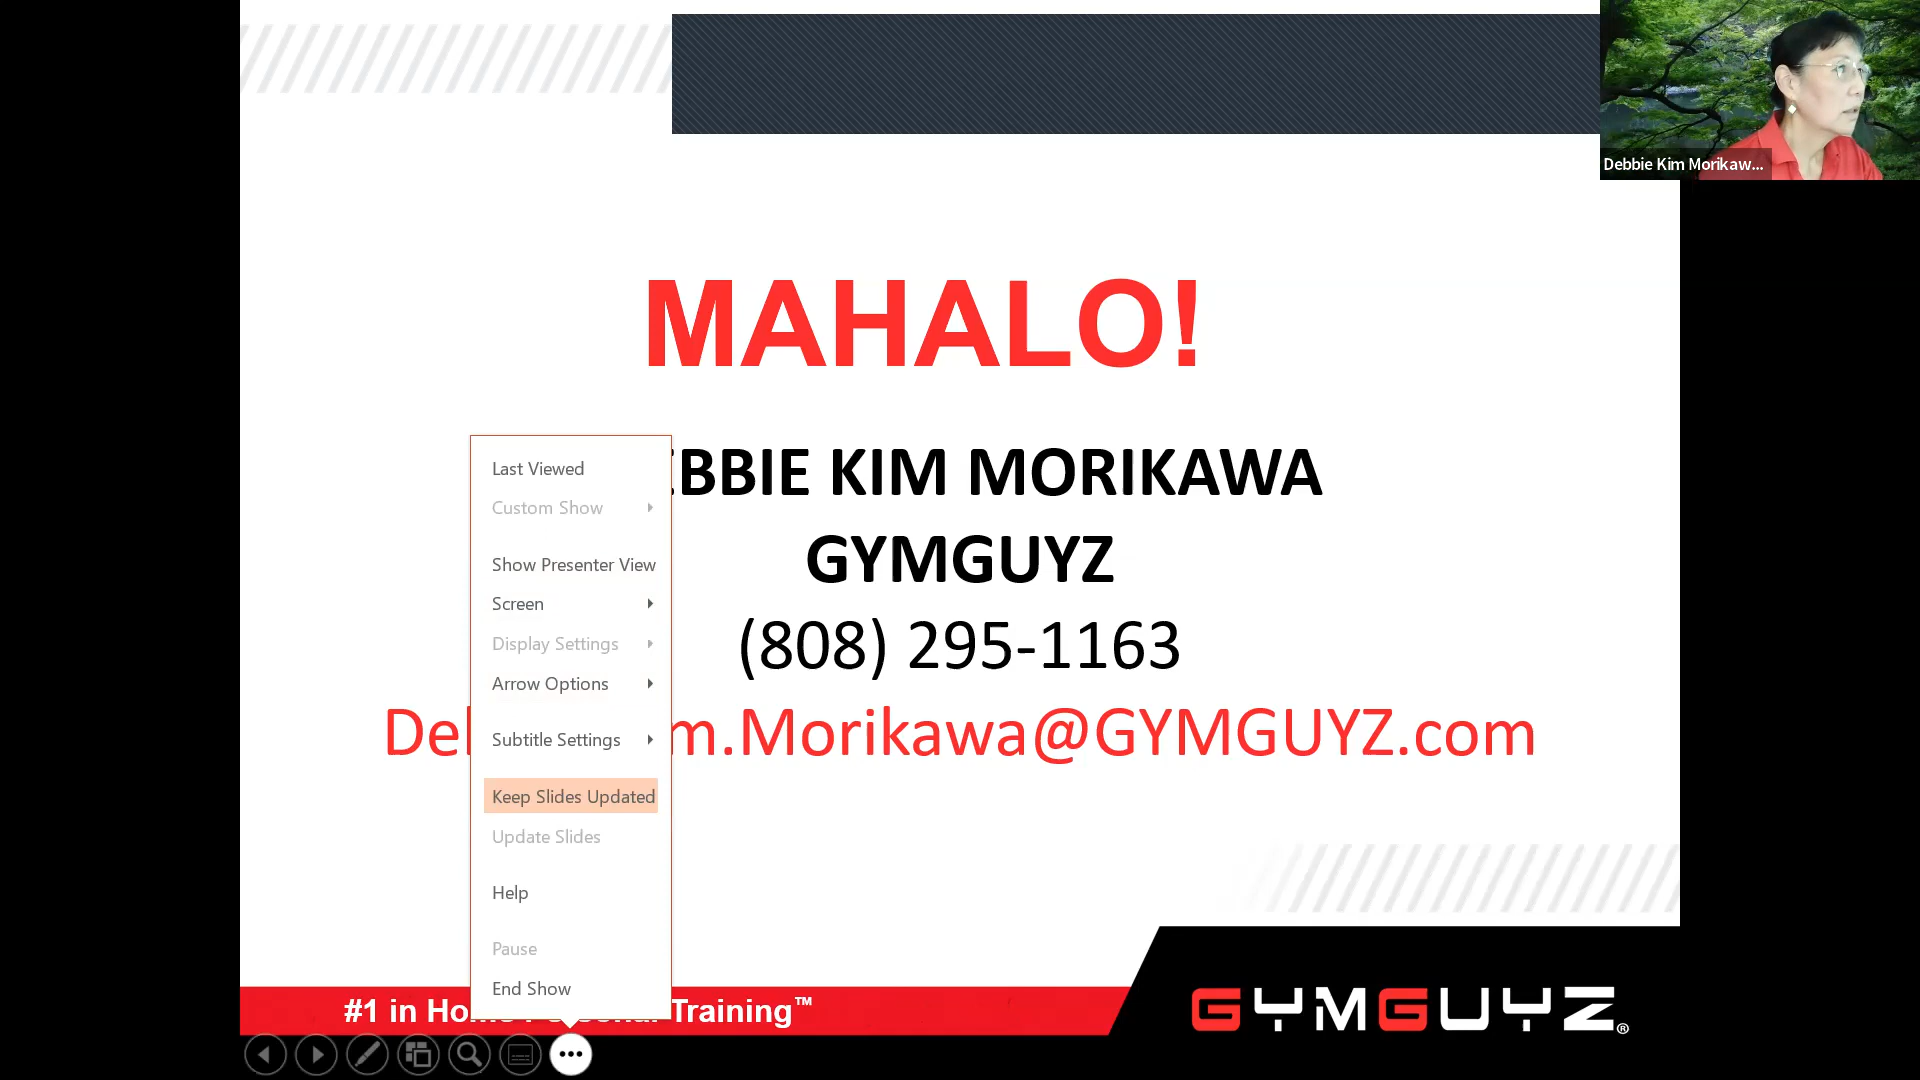 Debbie Kim Morikaw...
MAHALO!
EBBIE KIM MORIKAWA
GYMGUYZ
(808) 295-1163
m.Morikawa@GYMGUYZ.com
Last Viewed
Custom Show
Show Presenter View
Screen
Display Settings
Arrow Options
Subtitle Settings
Keep Slides Updated
Update Slides
Help
Pause
End Show
#1 in Training™
GYMGUYZ®